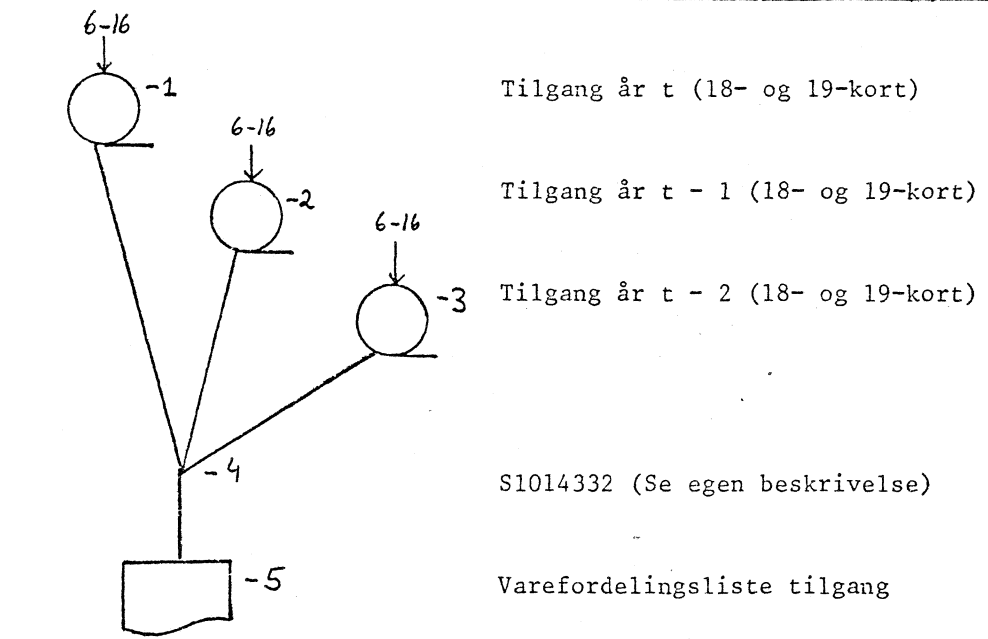 6-16
-1 Tilgang år t (18- og 19-kort)
6-16
-2 Tilgang år t - 1 (18- og 19-kort)
6-16
-3 Tilgang år t - 2 (18- og 19-kort)
-4 S1014332 (Se egen beskrivelse)
-5 Varefordelingsliste tilgang